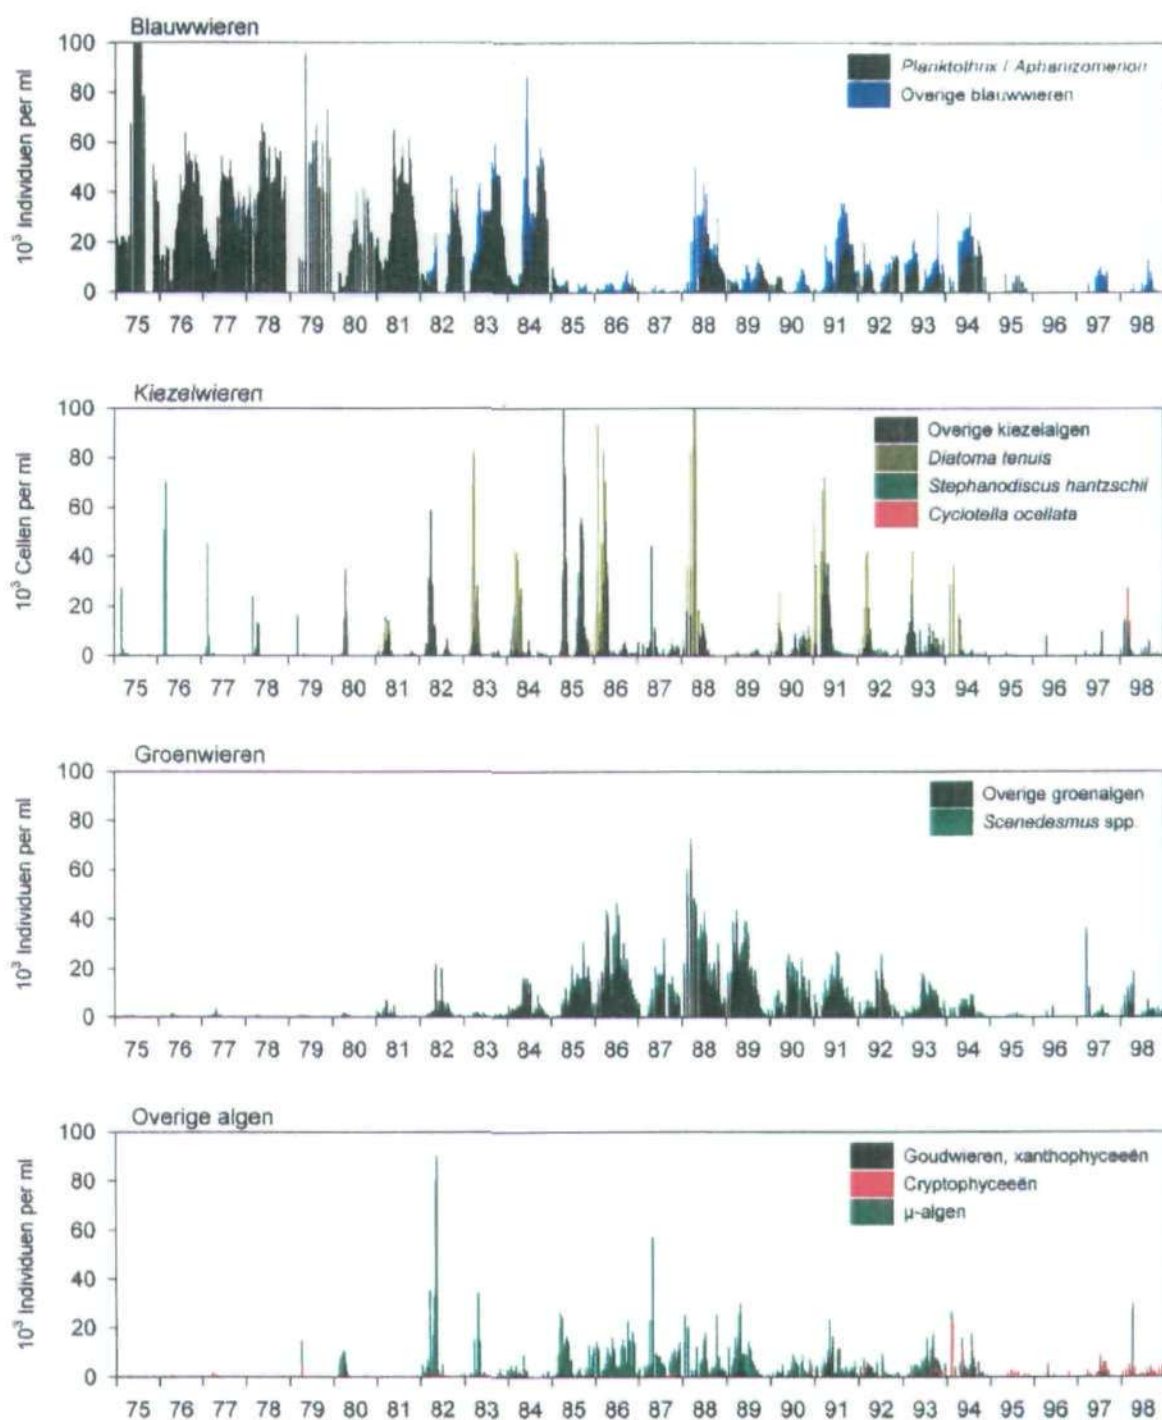 Blauwwieren
100
80
60
40
20
0
10³ Individuen per ml
Planktothrix / Aphanizomenon
Overige blauwwieren
75 76 77 78 79 80 81 82 83 84 85 86 87 88 89 90 91 92 93 94 95 96 97 98
Kiezelwieren
100
80
60
40
20
0
10³ Cellen per ml
Overige kiezelalgen
Diatoma tenuis
Stephanodiscus hantzschii
Cyclotella ocellata
75 76 77 78 79 80 81 82 83 84 85 86 87 88 89 90 91 92 93 94 95 96 97 98
Groenwieren
100
80
60
40
20
0
10³ Individuen per ml
Overige groenalgen
Scenedesmus spp.
75 76 77 78 79 80 81 82 83 84 85 86 87 88 89 90 91 92 93 94 95 96 97 98
Overige algen
100
80
60
40
20
0
10³ Individuen per ml
Goudwieren, xanthophyceeën
Cryptophyceeën
µ-algen
75 76 77 78 79 80 81 82 83 84 85 86 87 88 89 90 91 92 93 94 95 96 97 98